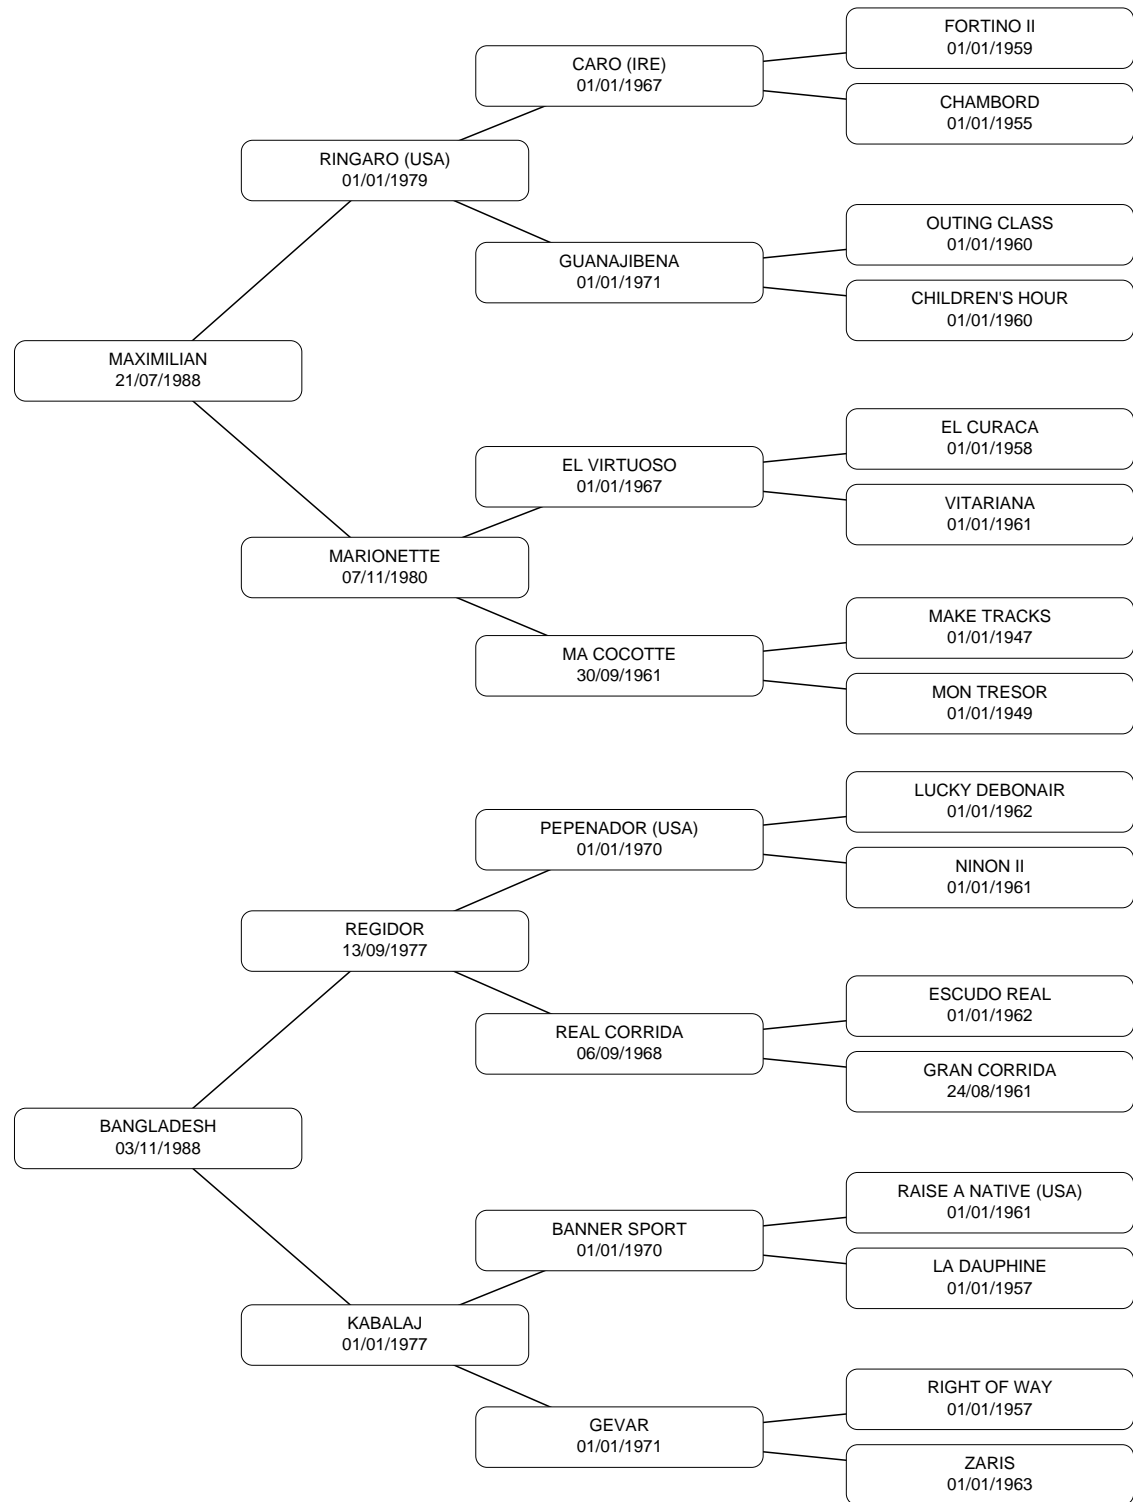 FORTINO II
01/01/1959
CARO (IRE)
01/01/1967
CHAMBORD
01/01/1955
RINGARO (USA)
01/01/1979
OUTING CLASS
01/01/1960
GUANAJIBENA
01/01/1971
CHILDREN'S HOUR
01/01/1960
MAXIMILIAN
21/07/1988
EL CURACA
01/01/1958
EL VIRTUOSO
01/01/1967
VITARIANA
01/01/1961
MARIONETTE
07/11/1980
MAKE TRACKS
01/01/1947
MA COCOTTE
30/09/1961
MON TRESOR
01/01/1949
LUCKY DEBONAIR
01/01/1962
PEPENADOR (USA)
01/01/1970
NINON II
01/01/1961
REGIDOR
13/09/1977
ESCUDO REAL
01/01/1962
REAL CORRIDA
06/09/1968
GRAN CORRIDA
24/08/1961
BANGLADESH
03/11/1988
RAISE A NATIVE (USA)
01/01/1961
BANNER SPORT
01/01/1970
LA DAUPHINE
01/01/1957
KABALAJ
01/01/1977
RIGHT OF WAY
01/01/1957
GEVAR
01/01/1971
ZARIS
01/01/1963